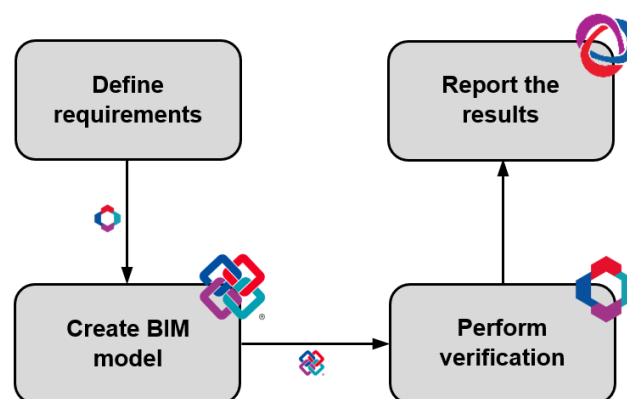 Define
requirements
Report the
results
Create BIM
model
®
Perform
verification